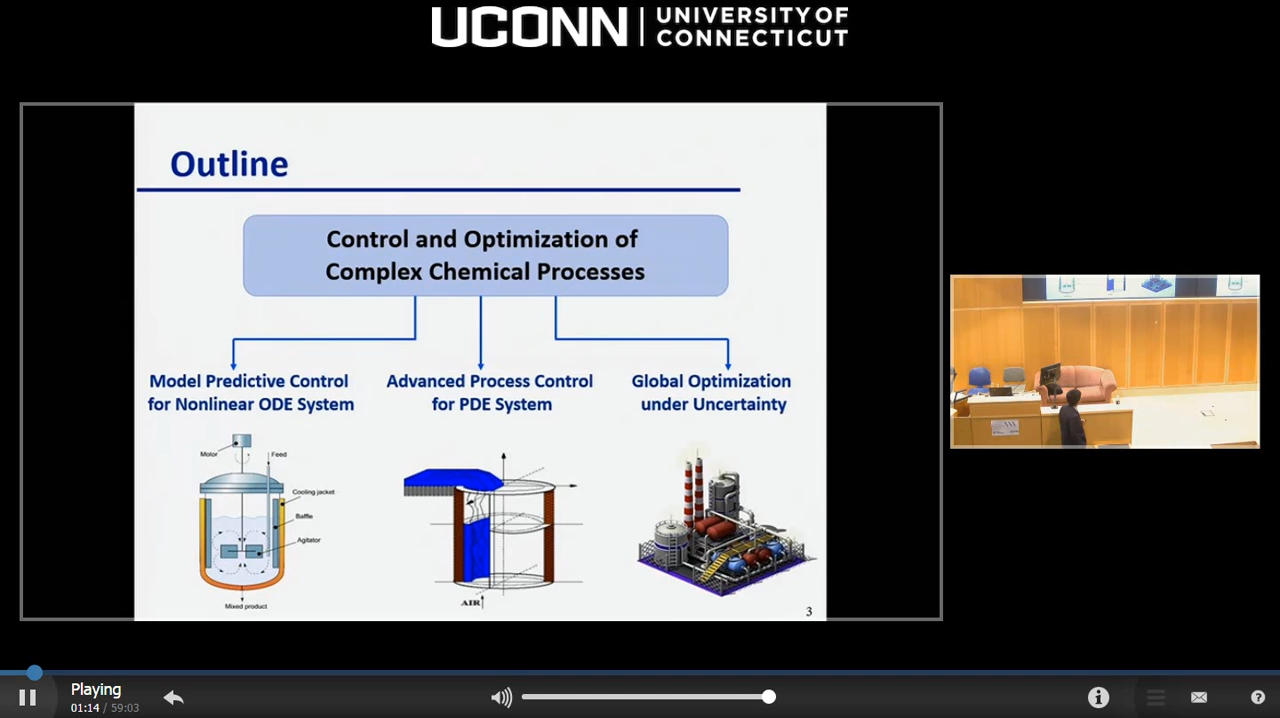 UCONN
UNIVERSITY OF
CONNECTICUT
Outline
Control and Optimization of
Complex Chemical Processes
Model Predictive Control
for Nonlinear ODE System
Advanced Process Control
for PDE System
Global Optimization
under Uncertainty
Motor
Feed
Cooling jacket
Baffle
Agitator
Mixed product
AIR
3
Playing
01:14 / 59:03